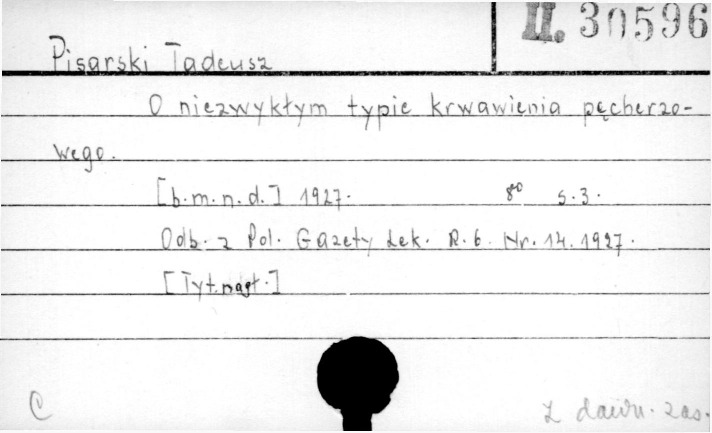 II. 30596
Pisarski Tadeusz
O niezwykłym typie krwawienia pęcherzo-
wego.
[b.m.n.d.] 1927. 8° s.3.
Odb. z Pol. Gazety Lek. R.6. Nr.14.1927.
[Tyt.nagł.]
C
Z dawn. zas.